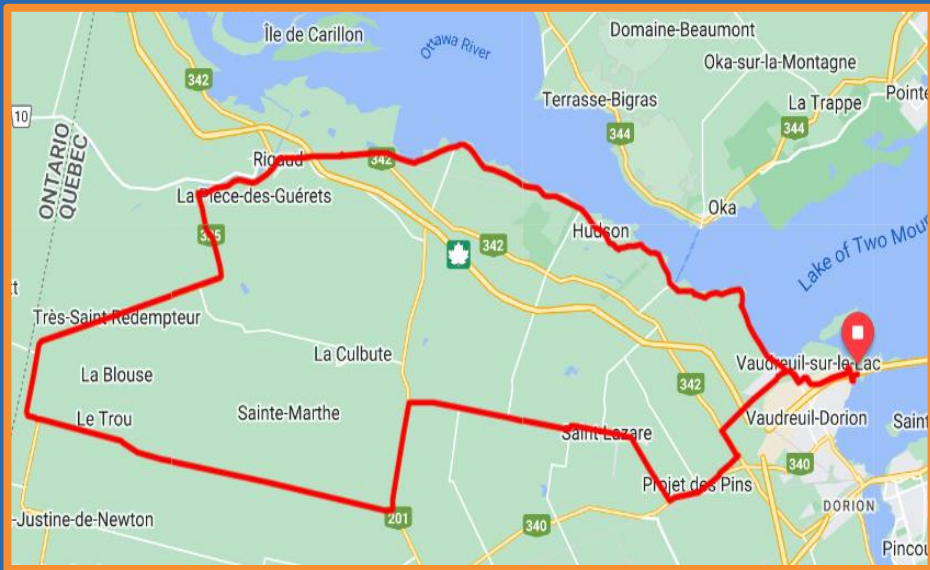 Île de Carillon
Ottawa River
Domaine-Beaumont
Oka-sur-la-Montagne
342
Terrasse-Bigras
La Trappe
Pointe
10
344
344
ONTARIO
QUEBEC
Rigaud
342
La Pièce-des-Guérets
Oka
Hudson
342
Lake of Two Moun
Très-Saint-Rédempteur
La Culbute
Vaudreuil-sur-le-Lac
La Blouse
342
Le Trou
Sainte-Marthe
Saint-Lazare
Vaudreuil-Dorion
Saint
340
Projet des Pins
-Justine-de-Newton
201
340
DORION
Pincou